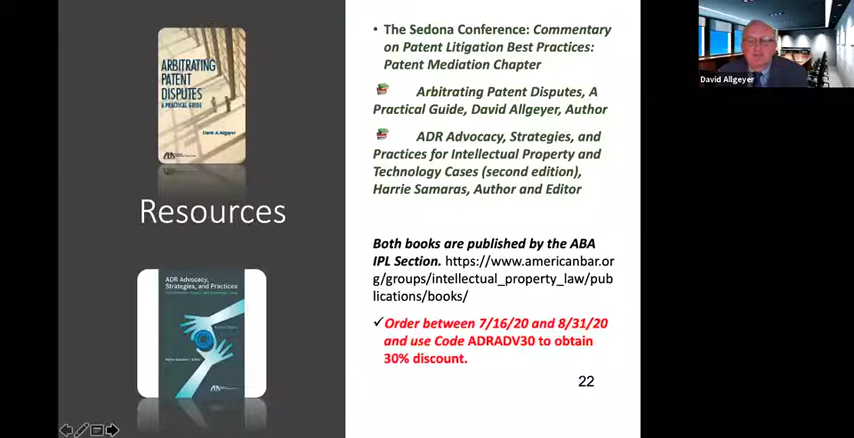 ARBITRATING
PATENT
DISPUTES
A PRACTICAL GUIDE
David A. Allgeyer
ABA
Resources
ADR Advocacy,
Strategies, and Practices
ABA
• The Sedona Conference: Commentary
on Patent Litigation Best Practices:
Patent Mediation Chapter
Arbitrating Patent Disputes, A
Practical Guide, David Allgeyer, Author
ADR Advocacy, Strategies, and
Practices for Intellectual Property and
Technology Cases (second edition),
Harrie Samaras, Author and Editor
Both books are published by the ABA
IPL Section. https://www.americanbar.or
g/groups/intellectual_property_law/pub
lications/books/
✓Order between 7/16/20 and 8/31/20
and use Code ADRADV30 to obtain
30% discount.
22
David Allgeyer